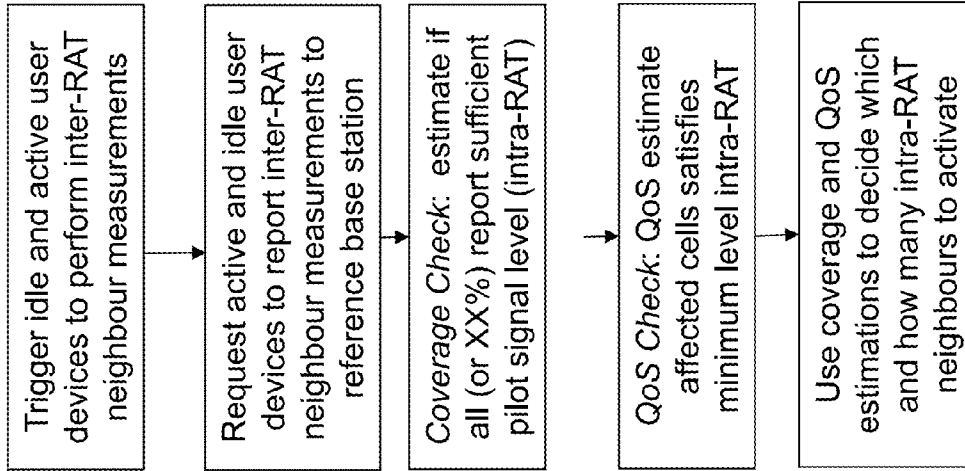 Trigger idle and active user
devices to perform inter-RAT
neighbour measurements
Request active and idle user
devices to report inter-RAT
neighbour measurements to
reference base station
Coverage Check: estimate if
all (or XX%) report sufficient
pilot signal level (intra-RAT)
QoS Check: QoS estimate
affected cells satisfies
minimum level intra-RAT
Use coverage and QoS
estimations to decide which
and how many intra-RAT
neighbours to activate